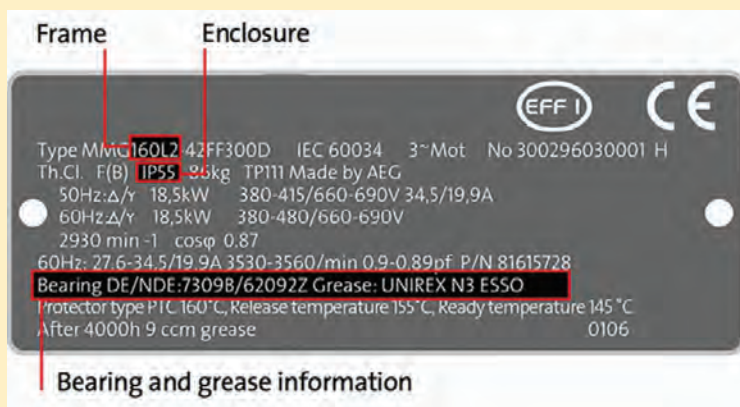 Frame Enclosure
EFF 1 CE
Type MMG 160L2 42FF300D IEC 60034 3~Mot No 300296030001 H
Th.Cl. F(B) IP55 kg TP111 Made by AEG
50Hz:Δ/Y 18,5kW 380-415/660-690V 34,5/19,9A
60Hz:Δ/Y 18,5kW 380-480/660-690V
2930 min -1 cosφ 0.87
60Hz: 27.6-34.5/19.9A 3530-3560/min 0.9-0.89pf P/N 81615728
Bearing DE/NDE:7309B/62092Z Grease: UNIREX N3 ESSO
Protector type PTC 160˚C, Release temperature 155˚C, Ready temperature 145 ˚C
After 4000h 9 ccm grease 0106
Bearing and grease information